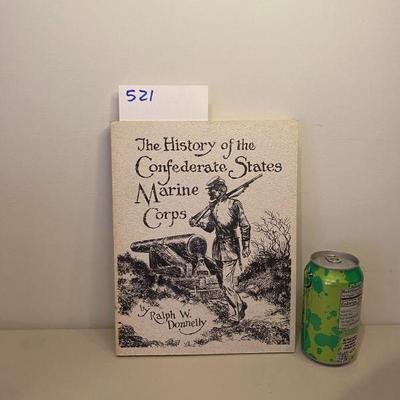 521
The History of the
Confederate States
Marine
Corps
by Ralph W.
Donnelly